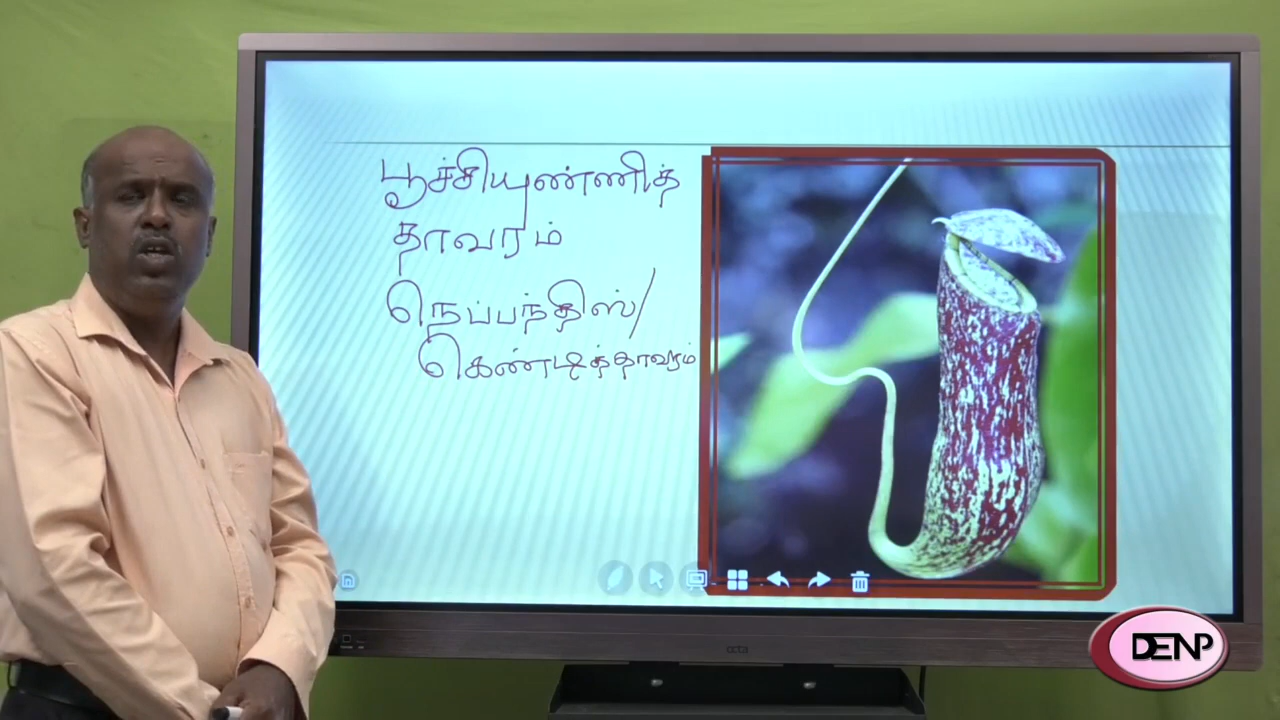 பூச்சியுண்ணித்
தாவரம்
நெப்பந்திஸ்/
கெண்டித்தாவரம்
DENP